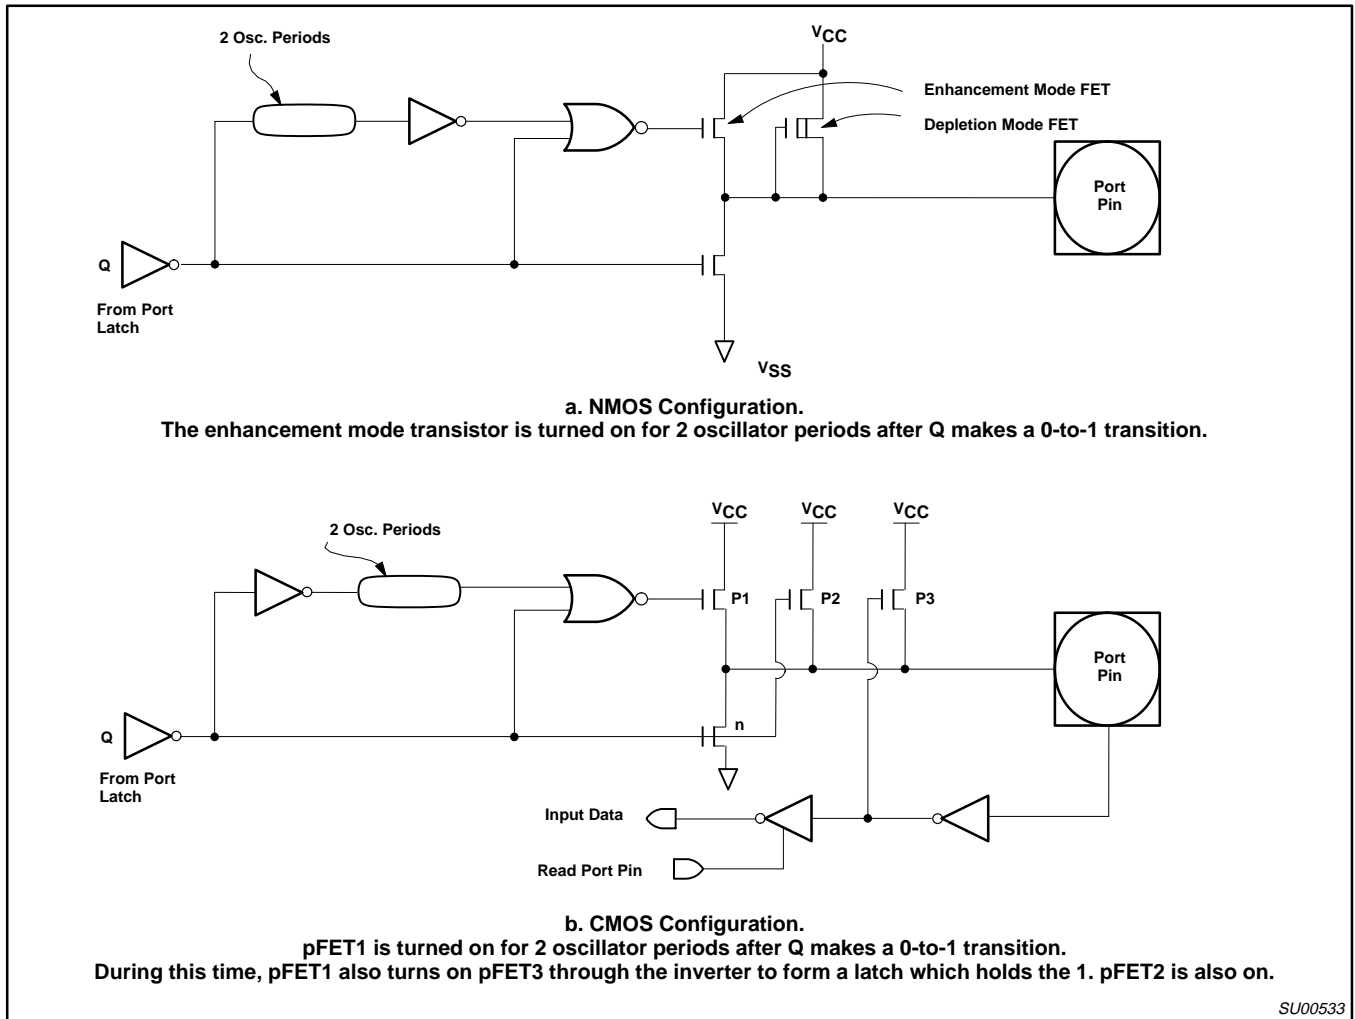 2 Osc. Periods
VCC
Enhancement Mode FET
Depletion Mode FET
Port
Pin
Q
From Port
Latch
VSS
a. NMOS Configuration.
The enhancement mode transistor is turned on for 2 oscillator periods after Q makes a 0-to-1 transition.
2 Osc. Periods
VCC
VCC
VCC
P1
P2
P3
Port
Pin
n
Q
From Port
Latch
Input Data
Read Port Pin
b. CMOS Configuration.
pFET1 is turned on for 2 oscillator periods after Q makes a 0-to-1 transition.
During this time, pFET1 also turns on pFET3 through the inverter to form a latch which holds the 1. pFET2 is also on.
SU00533